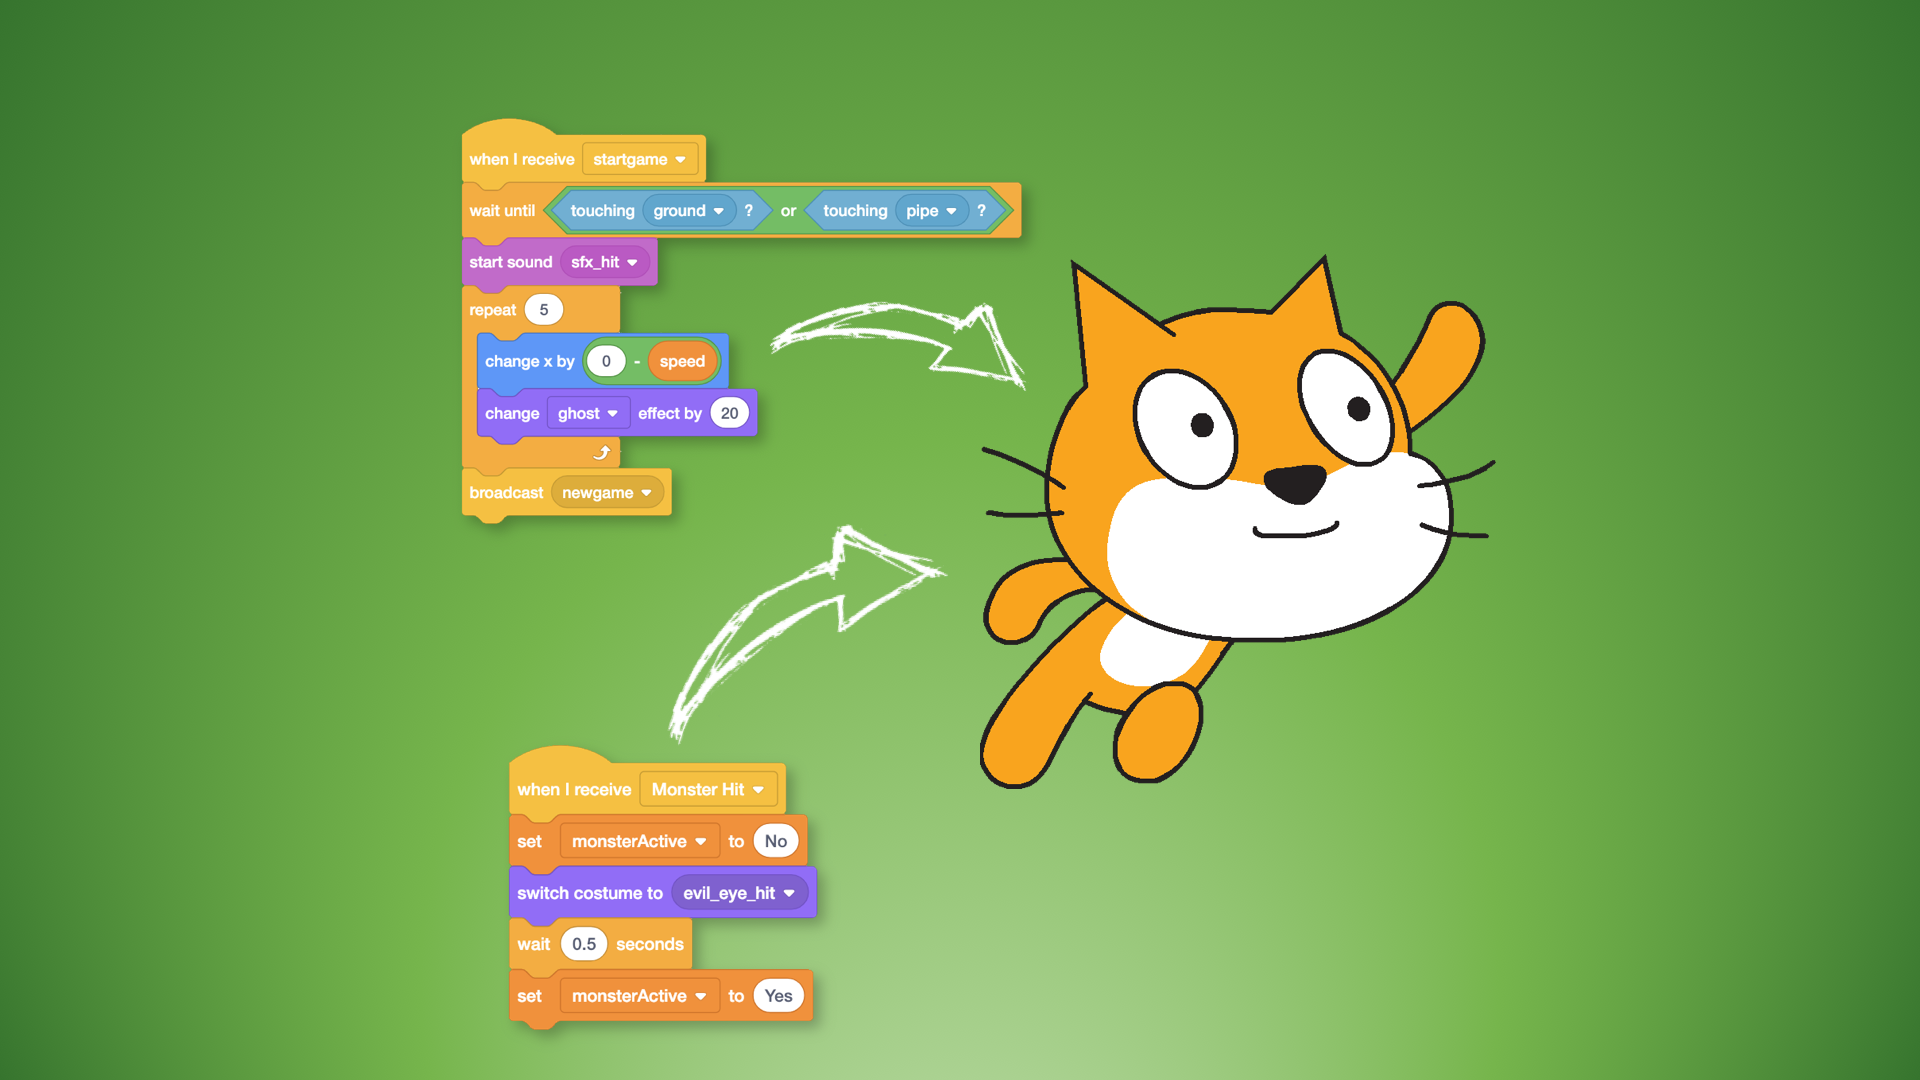 when I receive startgame
wait until touching ground ? or touching pipe ?
start sound sfx_hit
repeat 5
change x by 0 - speed
change ghost effect by 20
broadcast newgame
when I receive Monster Hit
set monsterActive to No
switch costume to evil_eye_hit
wait 0.5 seconds
set monsterActive to Yes